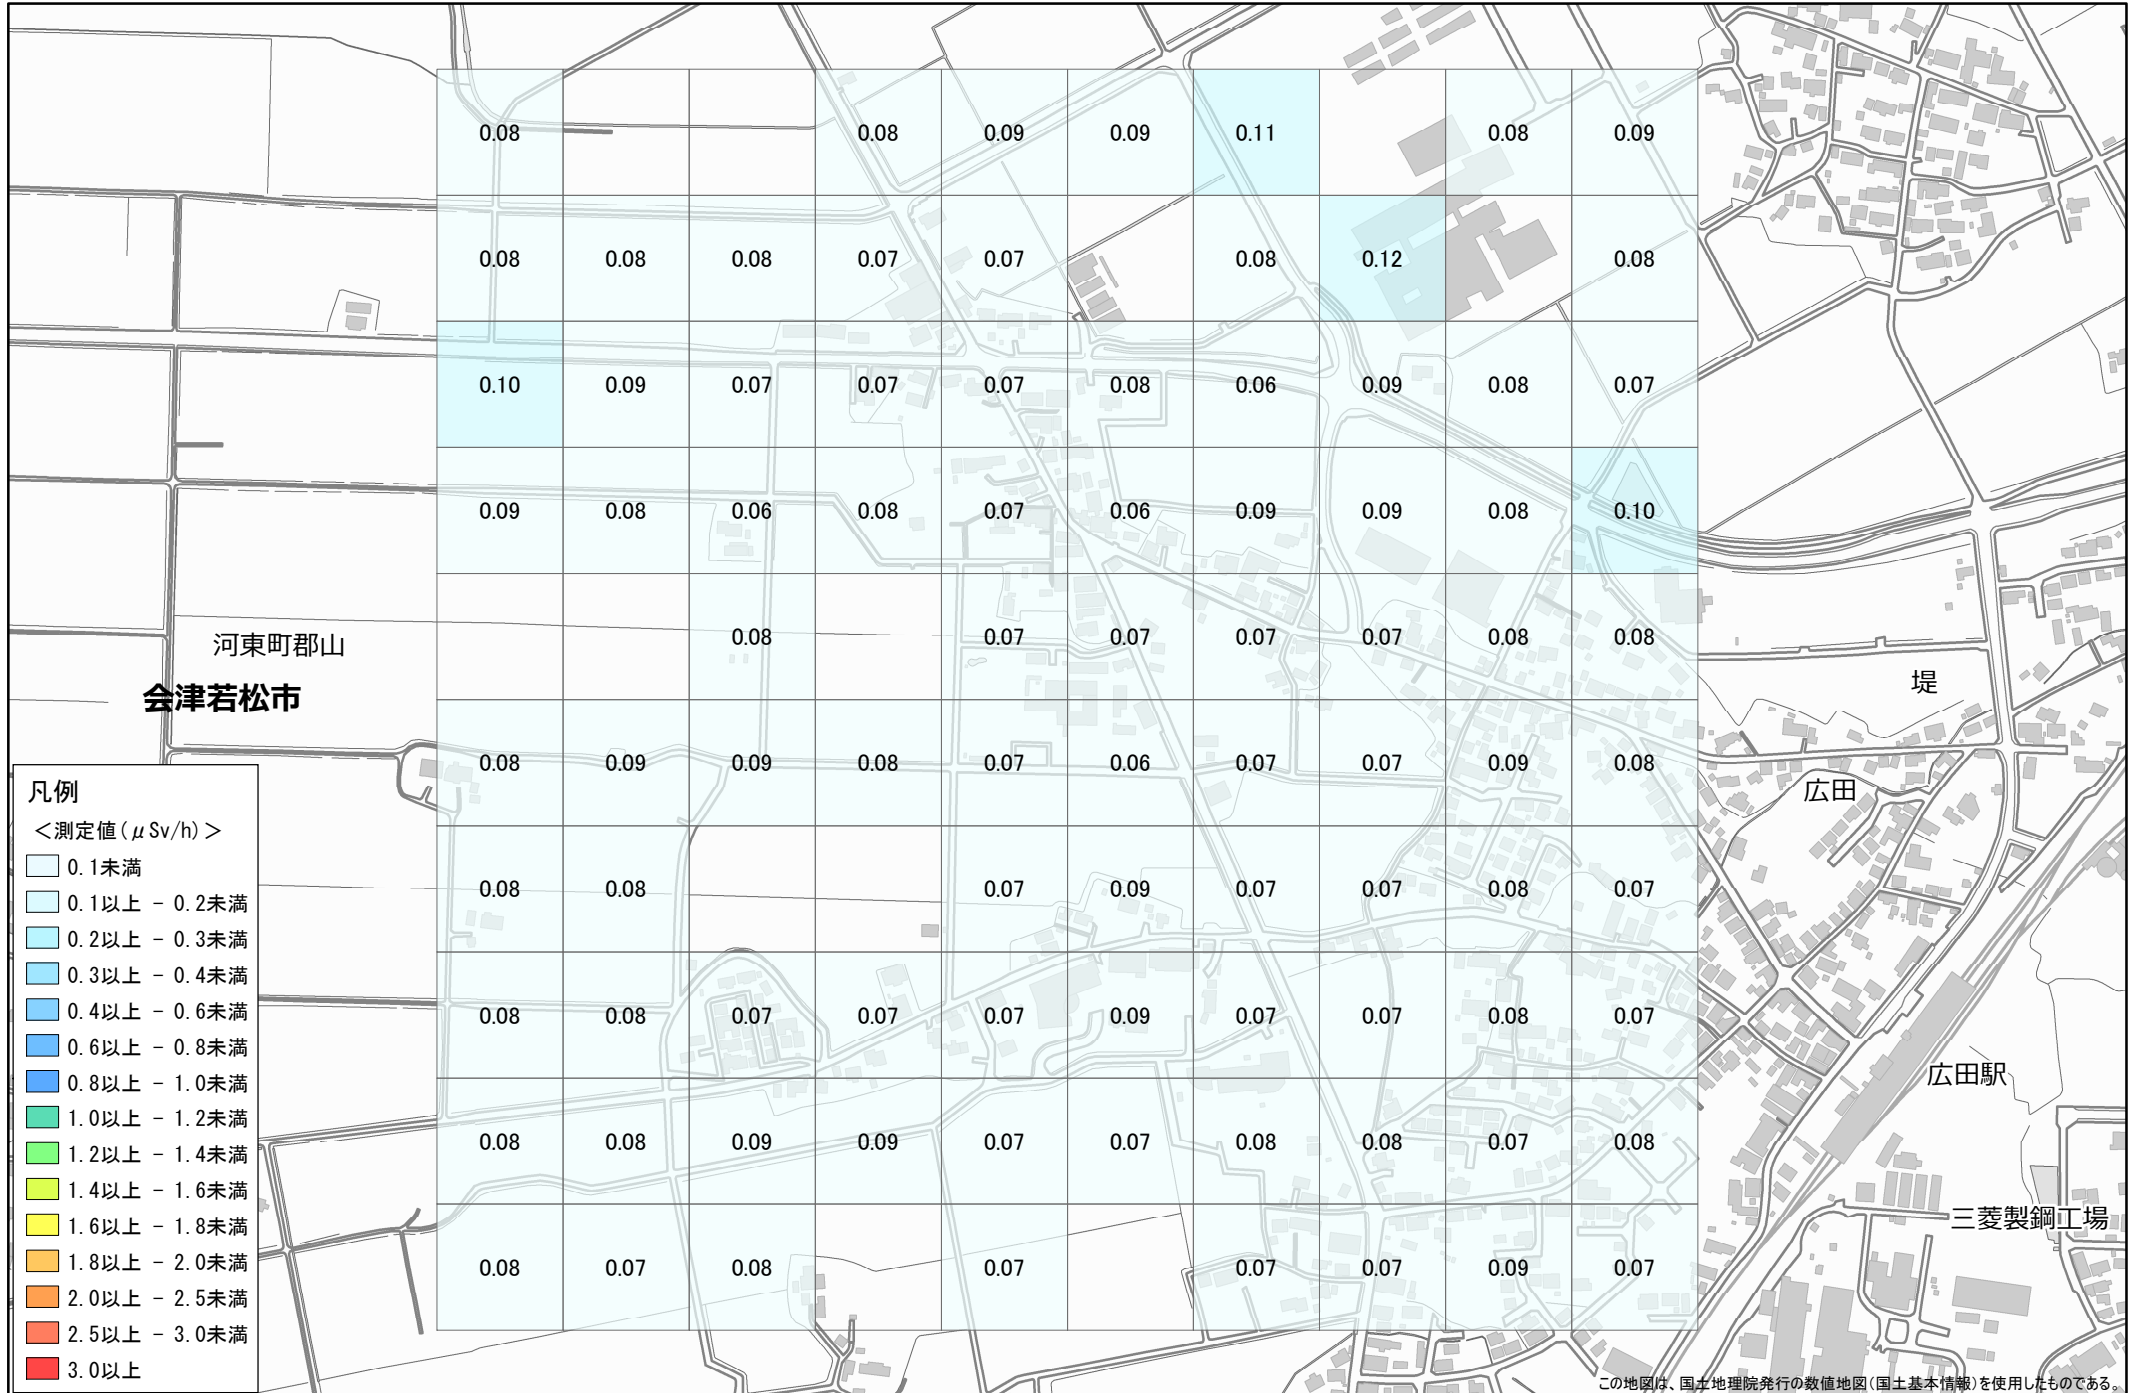 0.08 0.08 0.09 0.09 0.11 0.08 0.09
0.08 0.08 0.08 0.07 0.07 0.08 0.12 0.08
0.10 0.09 0.07 0.07 0.07 0.08 0.06 0.09 0.08 0.07
0.09 0.08 0.06 0.08 0.07 0.06 0.09 0.09 0.08 0.10
0.08 0.07 0.07 0.07 0.07 0.08 0.08
河東町郡山
会津若松市
堤
0.08 0.09 0.09 0.08 0.07 0.06 0.07 0.07 0.09 0.08
広田
0.08 0.08 0.07 0.09 0.07 0.07 0.08 0.07
0.08 0.08 0.07 0.07 0.07 0.09 0.07 0.07 0.08 0.07
広田駅
0.08 0.08 0.09 0.09 0.07 0.07 0.08 0.08 0.07 0.08
三菱製鋼工場
0.08 0.07 0.08 0.07 0.07 0.07 0.09 0.07
凡例
＜測定値(μSv/h)＞
0.1未満
0.1以上 － 0.2未満
0.2以上 － 0.3未満
0.3以上 － 0.4未満
0.4以上 － 0.6未満
0.6以上 － 0.8未満
0.8以上 － 1.0未満
1.0以上 － 1.2未満
1.2以上 － 1.4未満
1.4以上 － 1.6未満
1.6以上 － 1.8未満
1.8以上 － 2.0未満
2.0以上 － 2.5未満
2.5以上 － 3.0未満
3.0以上
この地図は、国土地理院発行の数値地図(国土基本情報)を使用したものである。